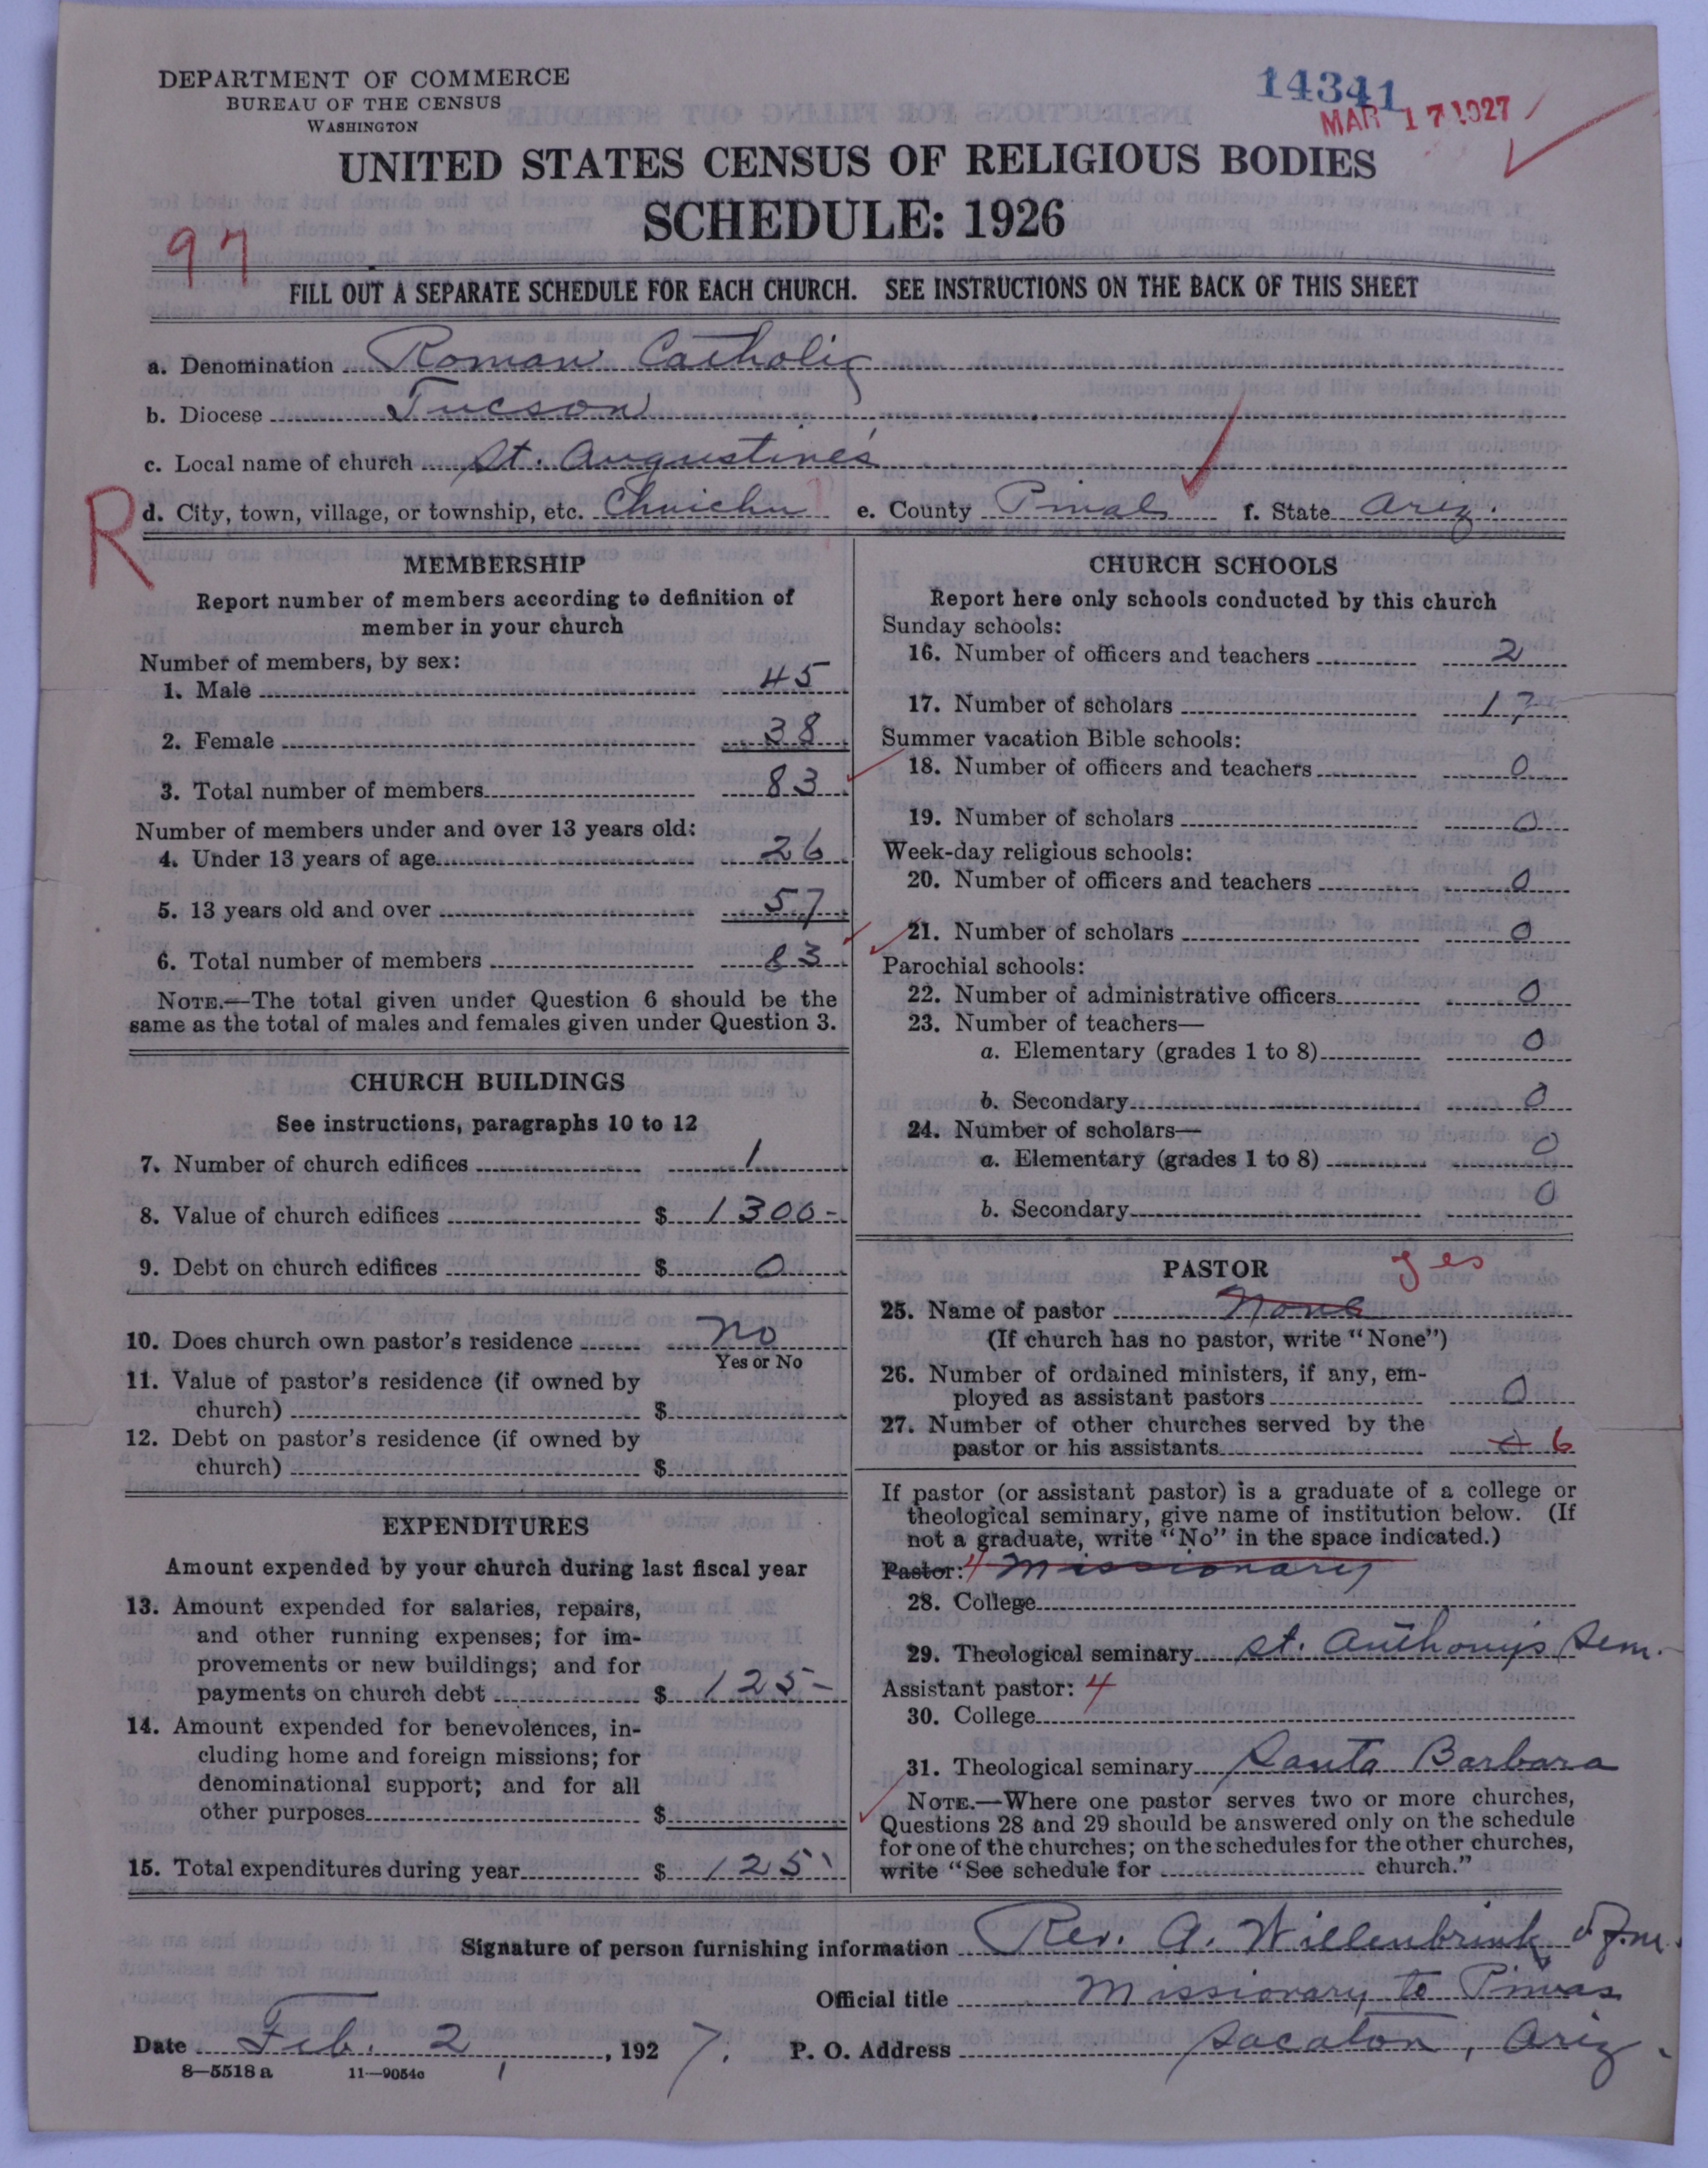 DEPARTMENT OF COMMERCE
BUREAU OF THE CENSUS
WASHINGTON
14341
MAR 17 1927
UNITED STATES CENSUS OF RELIGIOUS BODIES
SCHEDULE: 1926
97
FILL OUT A SEPARATE SCHEDULE FOR EACH CHURCH. SEE INSTRUCTIONS ON THE BACK OF THIS SHEET
a. Denomination Roman Catholic
b. Diocese Tucson
c. Local name of church St. Augustine's
R
d. City, town, village, or township, etc. Chuichu e. County Pinal f. State Ariz.
MEMBERSHIP
Report number of members according to definition of
member in your church
Number of members, by sex:
1. Male 45
2. Female 38
3. Total number of members 83
Number of members under and over 13 years old:
4. Under 13 years of age 26
5. 13 years old and over 57
6. Total number of members 83
NOTE.—The total given under Question 6 should be the
same as the total of males and females given under Question 3.
CHURCH BUILDINGS
See instructions, paragraphs 10 to 12
7. Number of church edifices 1
8. Value of church edifices $ 1300-
9. Debt on church edifices $ 0
10. Does church own pastor's residence no
Yes or No
11. Value of pastor's residence (if owned by
church) $
12. Debt on pastor's residence (if owned by
church) $
EXPENDITURES
Amount expended by your church during last fiscal year
13. Amount expended for salaries, repairs,
and other running expenses; for im-
provements or new buildings; and for
payments on church debt $ 125-
14. Amount expended for benevolences, in-
cluding home and foreign missions; for
denominational support; and for all
other purposes $
15. Total expenditures during year $ 125
CHURCH SCHOOLS
Report here only schools conducted by this church
Sunday schools:
16. Number of officers and teachers 2
17. Number of scholars 17
Summer vacation Bible schools:
18. Number of officers and teachers 0
19. Number of scholars 0
Week-day religious schools:
20. Number of officers and teachers 0
21. Number of scholars 0
Parochial schools:
22. Number of administrative officers 0
23. Number of teachers—
a. Elementary (grades 1 to 8) 0
b. Secondary 0
24. Number of scholars—
a. Elementary (grades 1 to 8) 0
b. Secondary 0
PASTOR yes
25. Name of pastor None
(If church has no pastor, write "None")
26. Number of ordained ministers, if any, em-
ployed as assistant pastors 0
27. Number of other churches served by the
pastor or his assistants 0 6
If pastor (or assistant pastor) is a graduate of a college or
theological seminary, give name of institution below. (If
not a graduate, write "No" in the space indicated.)
Pastor: 4 Missionary
28. College
29. Theological seminary St. Anthony's Sem.
Assistant pastor: 4
30. College
31. Theological seminary Santa Barbara
NOTE.—Where one pastor serves two or more churches,
Questions 28 and 29 should be answered only on the schedule
for one of the churches; on the schedules for the other churches,
write "See schedule for church."
Signature of person furnishing information Rev. A. Willenbrink o.f.m.
Official title Missionary to Pimas
Date Feb. 2, 1927. P. O. Address Sacaton, Ariz.
8—5518 a 11—9054c